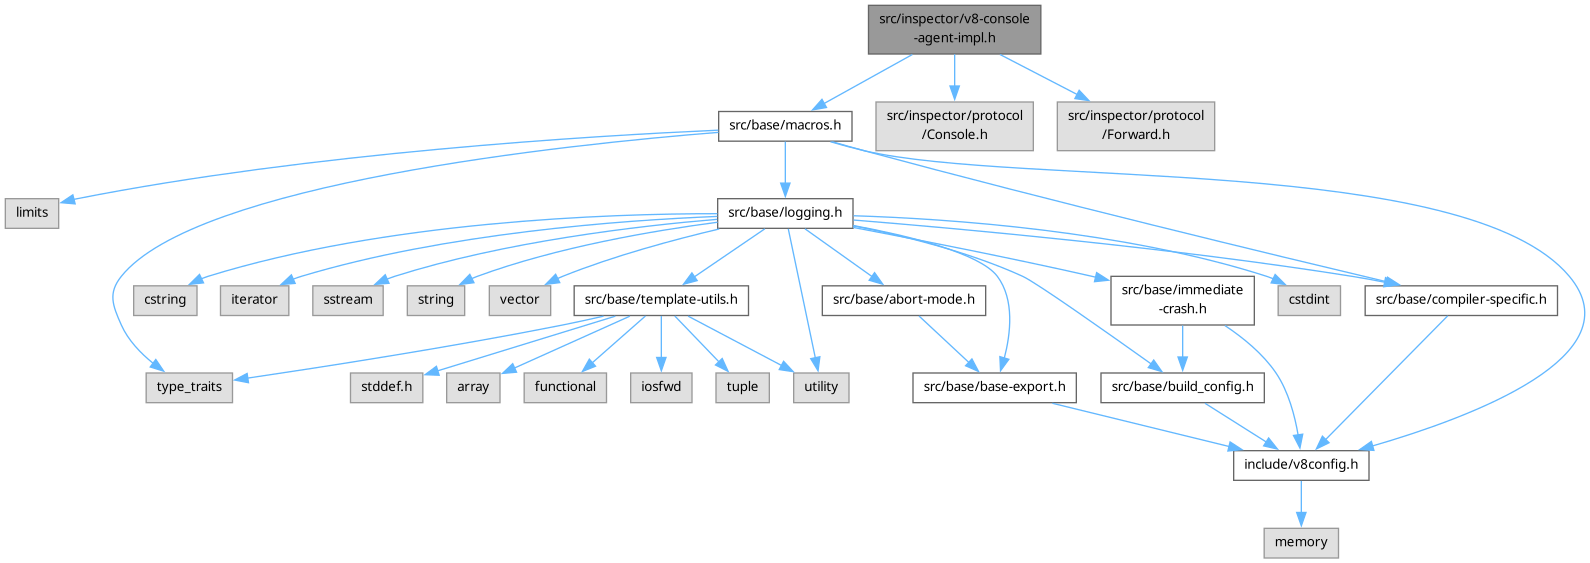 src/inspector/v8-console
-agent-impl.h
src/base/macros.h
src/inspector/protocol
/Console.h
src/inspector/protocol
/Forward.h
limits
src/base/logging.h
cstring
iterator
sstream
string
vector
src/base/template-utils.h
src/base/abort-mode.h
src/base/immediate
-crash.h
cstdint
src/base/compiler-specific.h
type_traits
stddef.h
array
functional
iosfwd
tuple
utility
src/base/base-export.h
src/base/build_config.h
include/v8config.h
memory